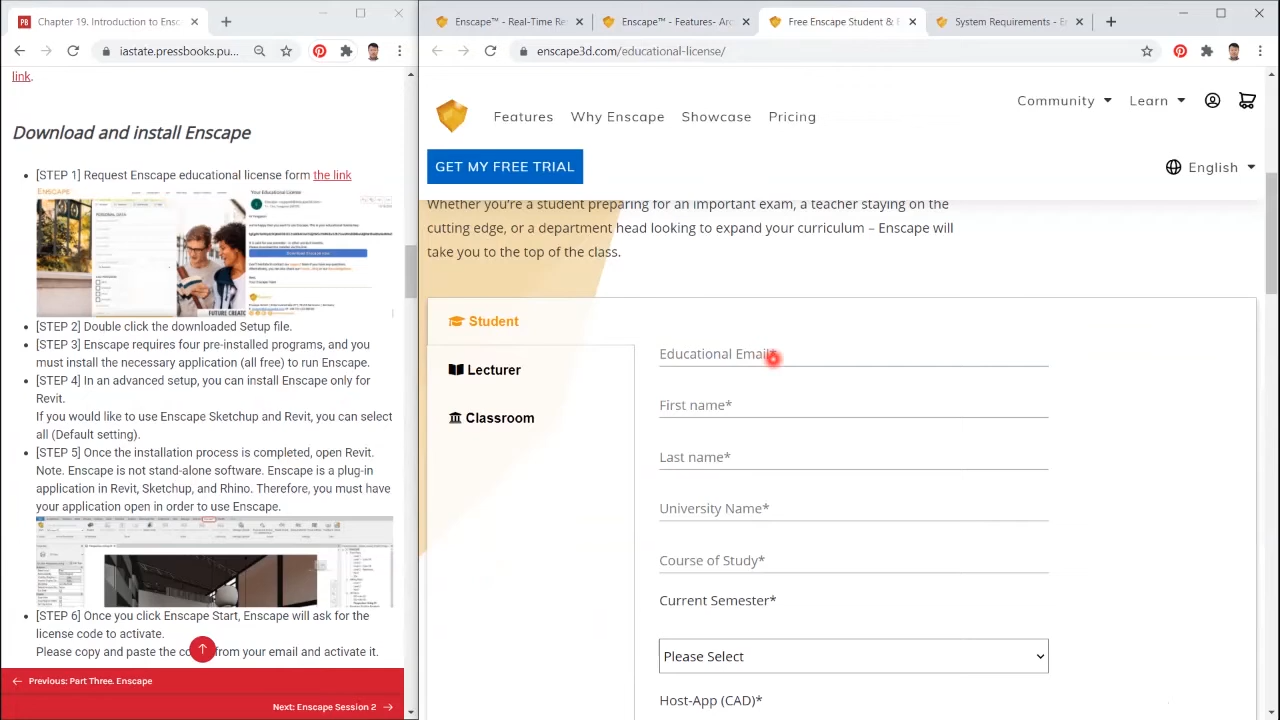 Chapter 19. Introduction to Ensc
iastate.pressbooks.pu...
link.
Download and install Enscape
[STEP 1] Request Enscape educational license form the link
ENSCAPE
Your Educational License
[STEP 2] Double click the downloaded Setup file.
[STEP 3] Enscape requires four pre-installed programs, and you
must install the necessary application (all free) to run Enscape.
[STEP 4] In an advanced setup, you can install Enscape only for
Revit.
If you would like to use Enscape Sketchup and Revit, you can select
all (Default setting).
[STEP 5] Once the installation process is completed, open Revit.
Note. Enscape is not stand-alone software. Enscape is a plug-in
application in Revit, Sketchup, and Rhino. Therefore, you must have
your application open in order to use Enscape.
[STEP 6] Once you click Enscape Start, Enscape will ask for the
license code to activate.
Please copy and paste the co from your email and activate it.
Previous: Part Three. Enscape
Next: Enscape Session 2
Enscape™ - Real-Time Re
Enscape™ - Feature
Free Enscape Student & E
System Requirements - En
enscape3d.com/educational-license/
Community
Learn
Features
Why Enscape
Showcase
Pricing
GET MY FREE TRIAL
English
Whether you're a student preparing for an important exam, a teacher staying on the
cutting edge, or a
take you to the top of the class.
Student
Lecturer
Classroom
Educational Email*
First name*
Last name*
University Name*
Course of Study*
Current Semester*
Please Select
Host-App (CAD)*